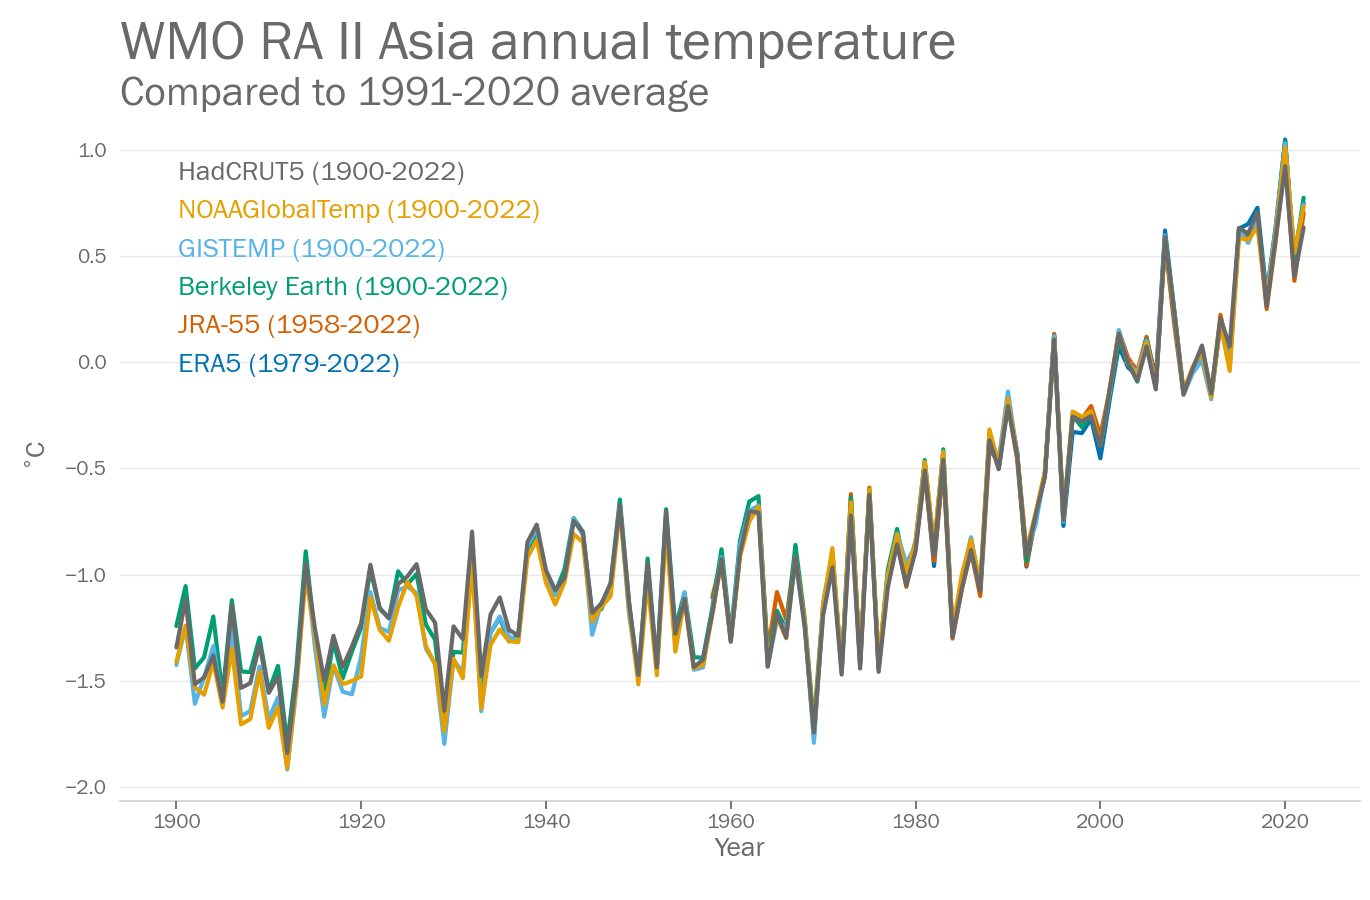 WMO RA II Asia annual temperature
Compared to 1991-2020 average
1.0
HadCRUT5 (1900-2022)
NOAAGlobalTemp (1900-2022)
0.5
GISTEMP (1900-2022)
Berkeley Earth (1900-2022)
JRA-55 (1958-2022)
0.0
ERA5 (1979-2022)
°C
−0.5
−1.0
−1.5
−2.0
1900 1920 1940 1960 1980 2000 2020
Year